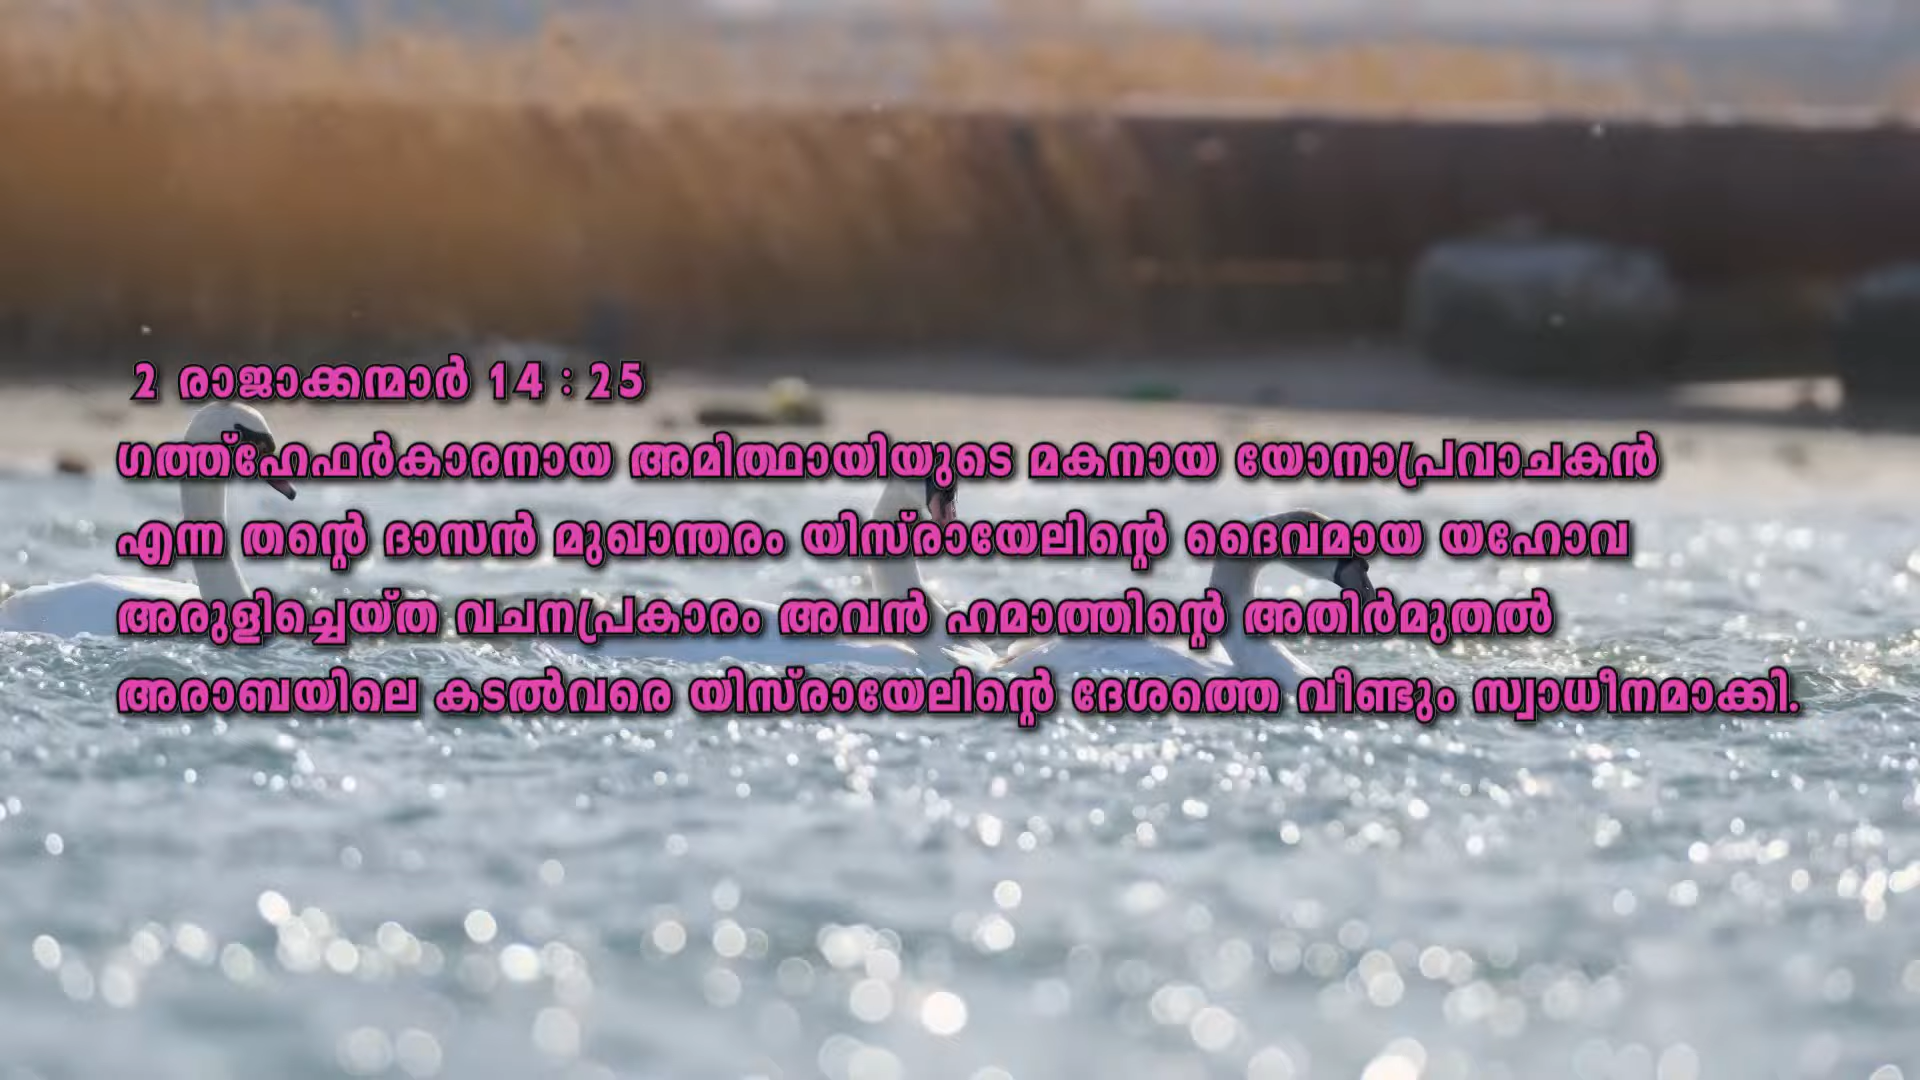 2 രാജാക്കന്മാർ 14 : 25
ഗത്ത്ഹേഫർകാരനായ അമിത്ഥായിയുടെ മകനായ യോനാപ്രവാചകൻ
എന്ന തന്റെ ദാസൻ മുഖാന്തരം യിസ്രായേലിന്റെ ദൈവമായ യഹോവ
അരുളിച്ചെയ്ത വചനപ്രകാരം അവൻ ഹമാത്തിന്റെ അതിർമുതൽ
അരാബയിലെ കടൽവരെ യിസ്രായേലിന്റെ ദേശത്തെ വീണ്ടും സ്വാധീനമാക്കി.